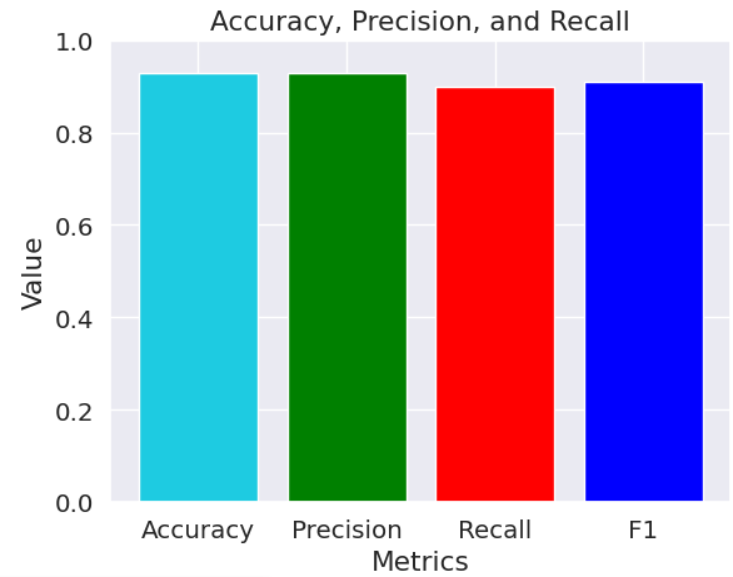 Accuracy, Precision, and Recall
1.0
0.8
0.6
0.4
0.2
0.0
Value
Accuracy Precision Recall F1
Metrics